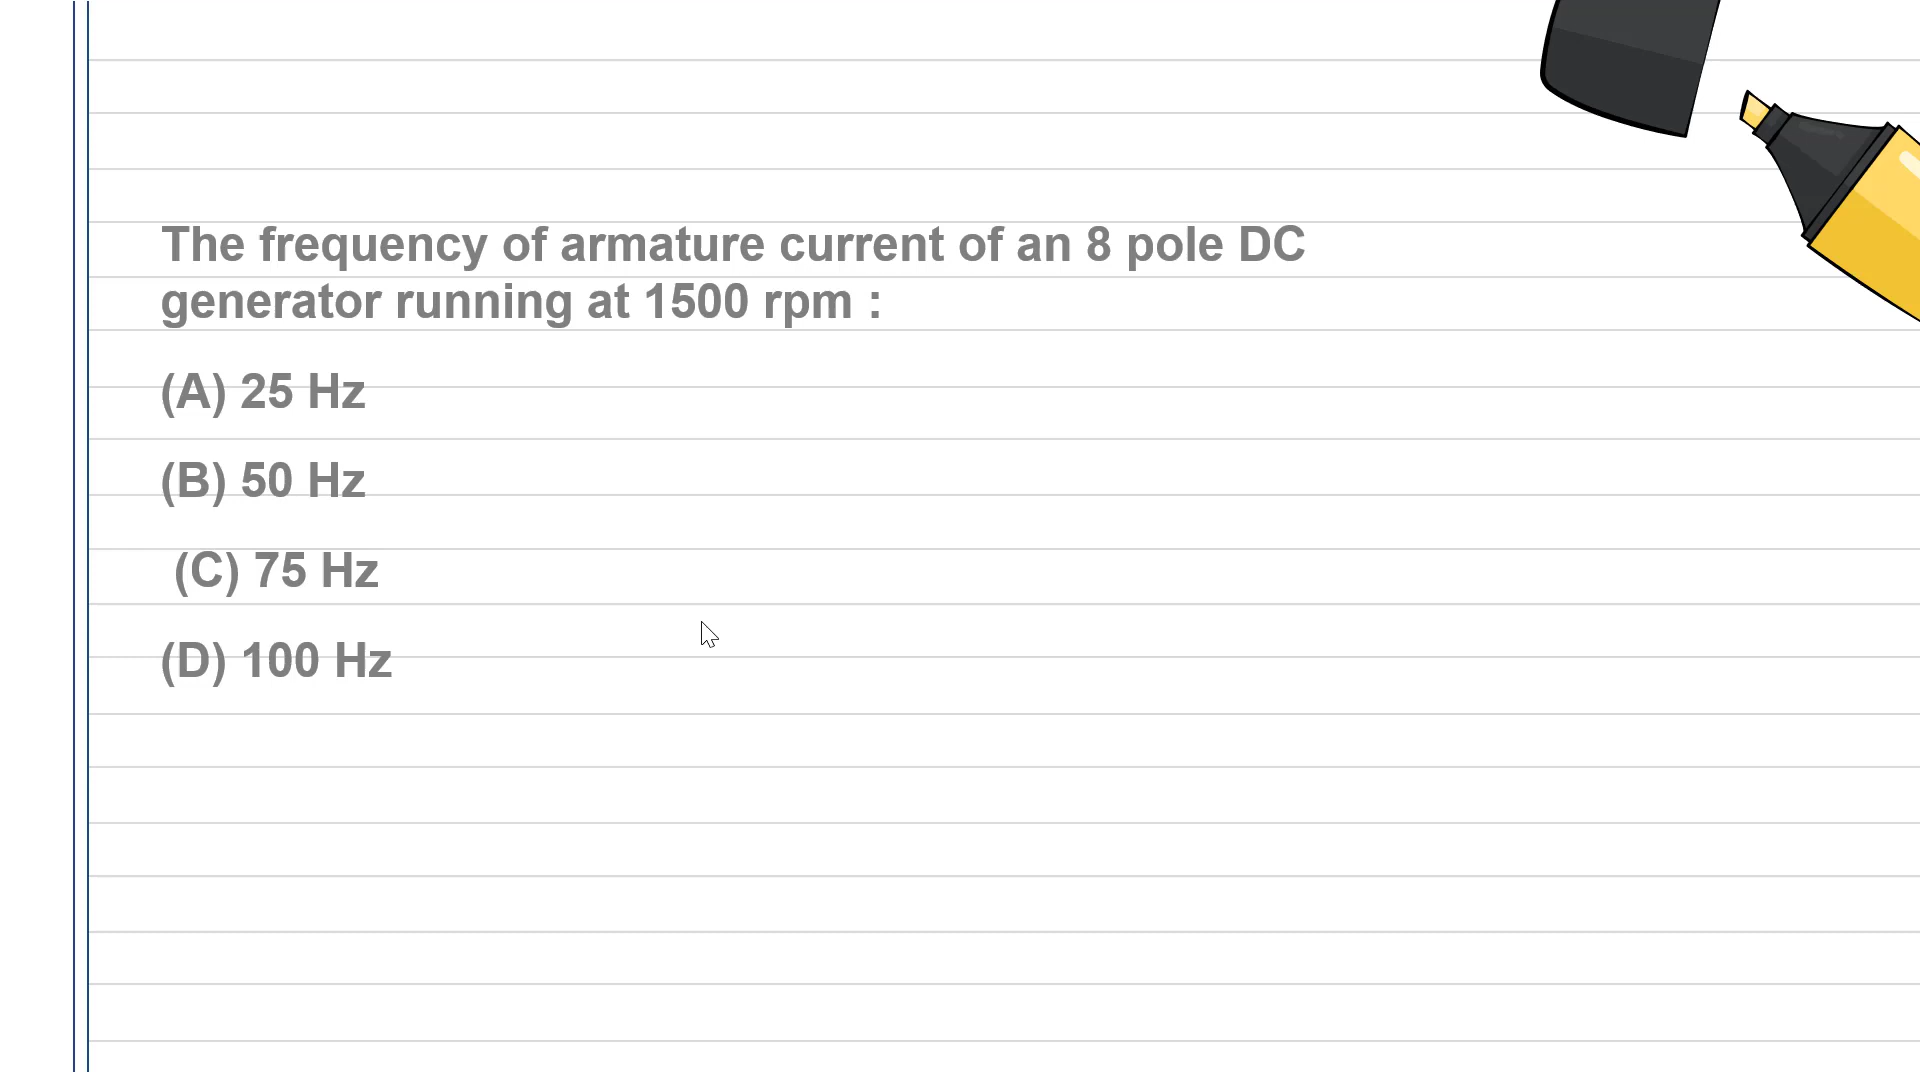 The frequency of armature current of an 8 pole DC
generator running at 1500 rpm :
(A) 25 Hz
(B) 50 Hz
(C) 75 Hz
(D) 100 Hz